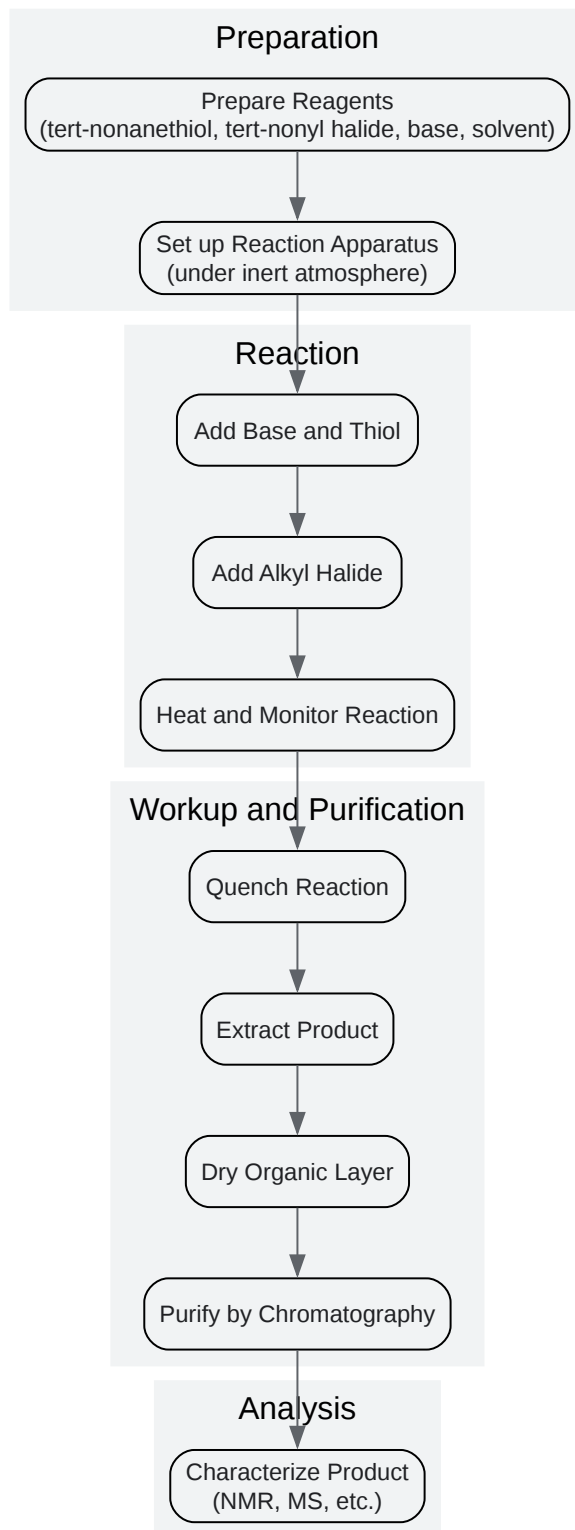 Preparation
Prepare Reagents
(tert-nonanethiol, tert-nonyl halide, base, solvent)
Set up Reaction Apparatus
(under inert atmosphere)
Reaction
Add Base and Thiol
Add Alkyl Halide
Heat and Monitor Reaction
Workup and Purification
Quench Reaction
Extract Product
Dry Organic Layer
Purify by Chromatography
Analysis
Characterize Product
(NMR, MS, etc.)